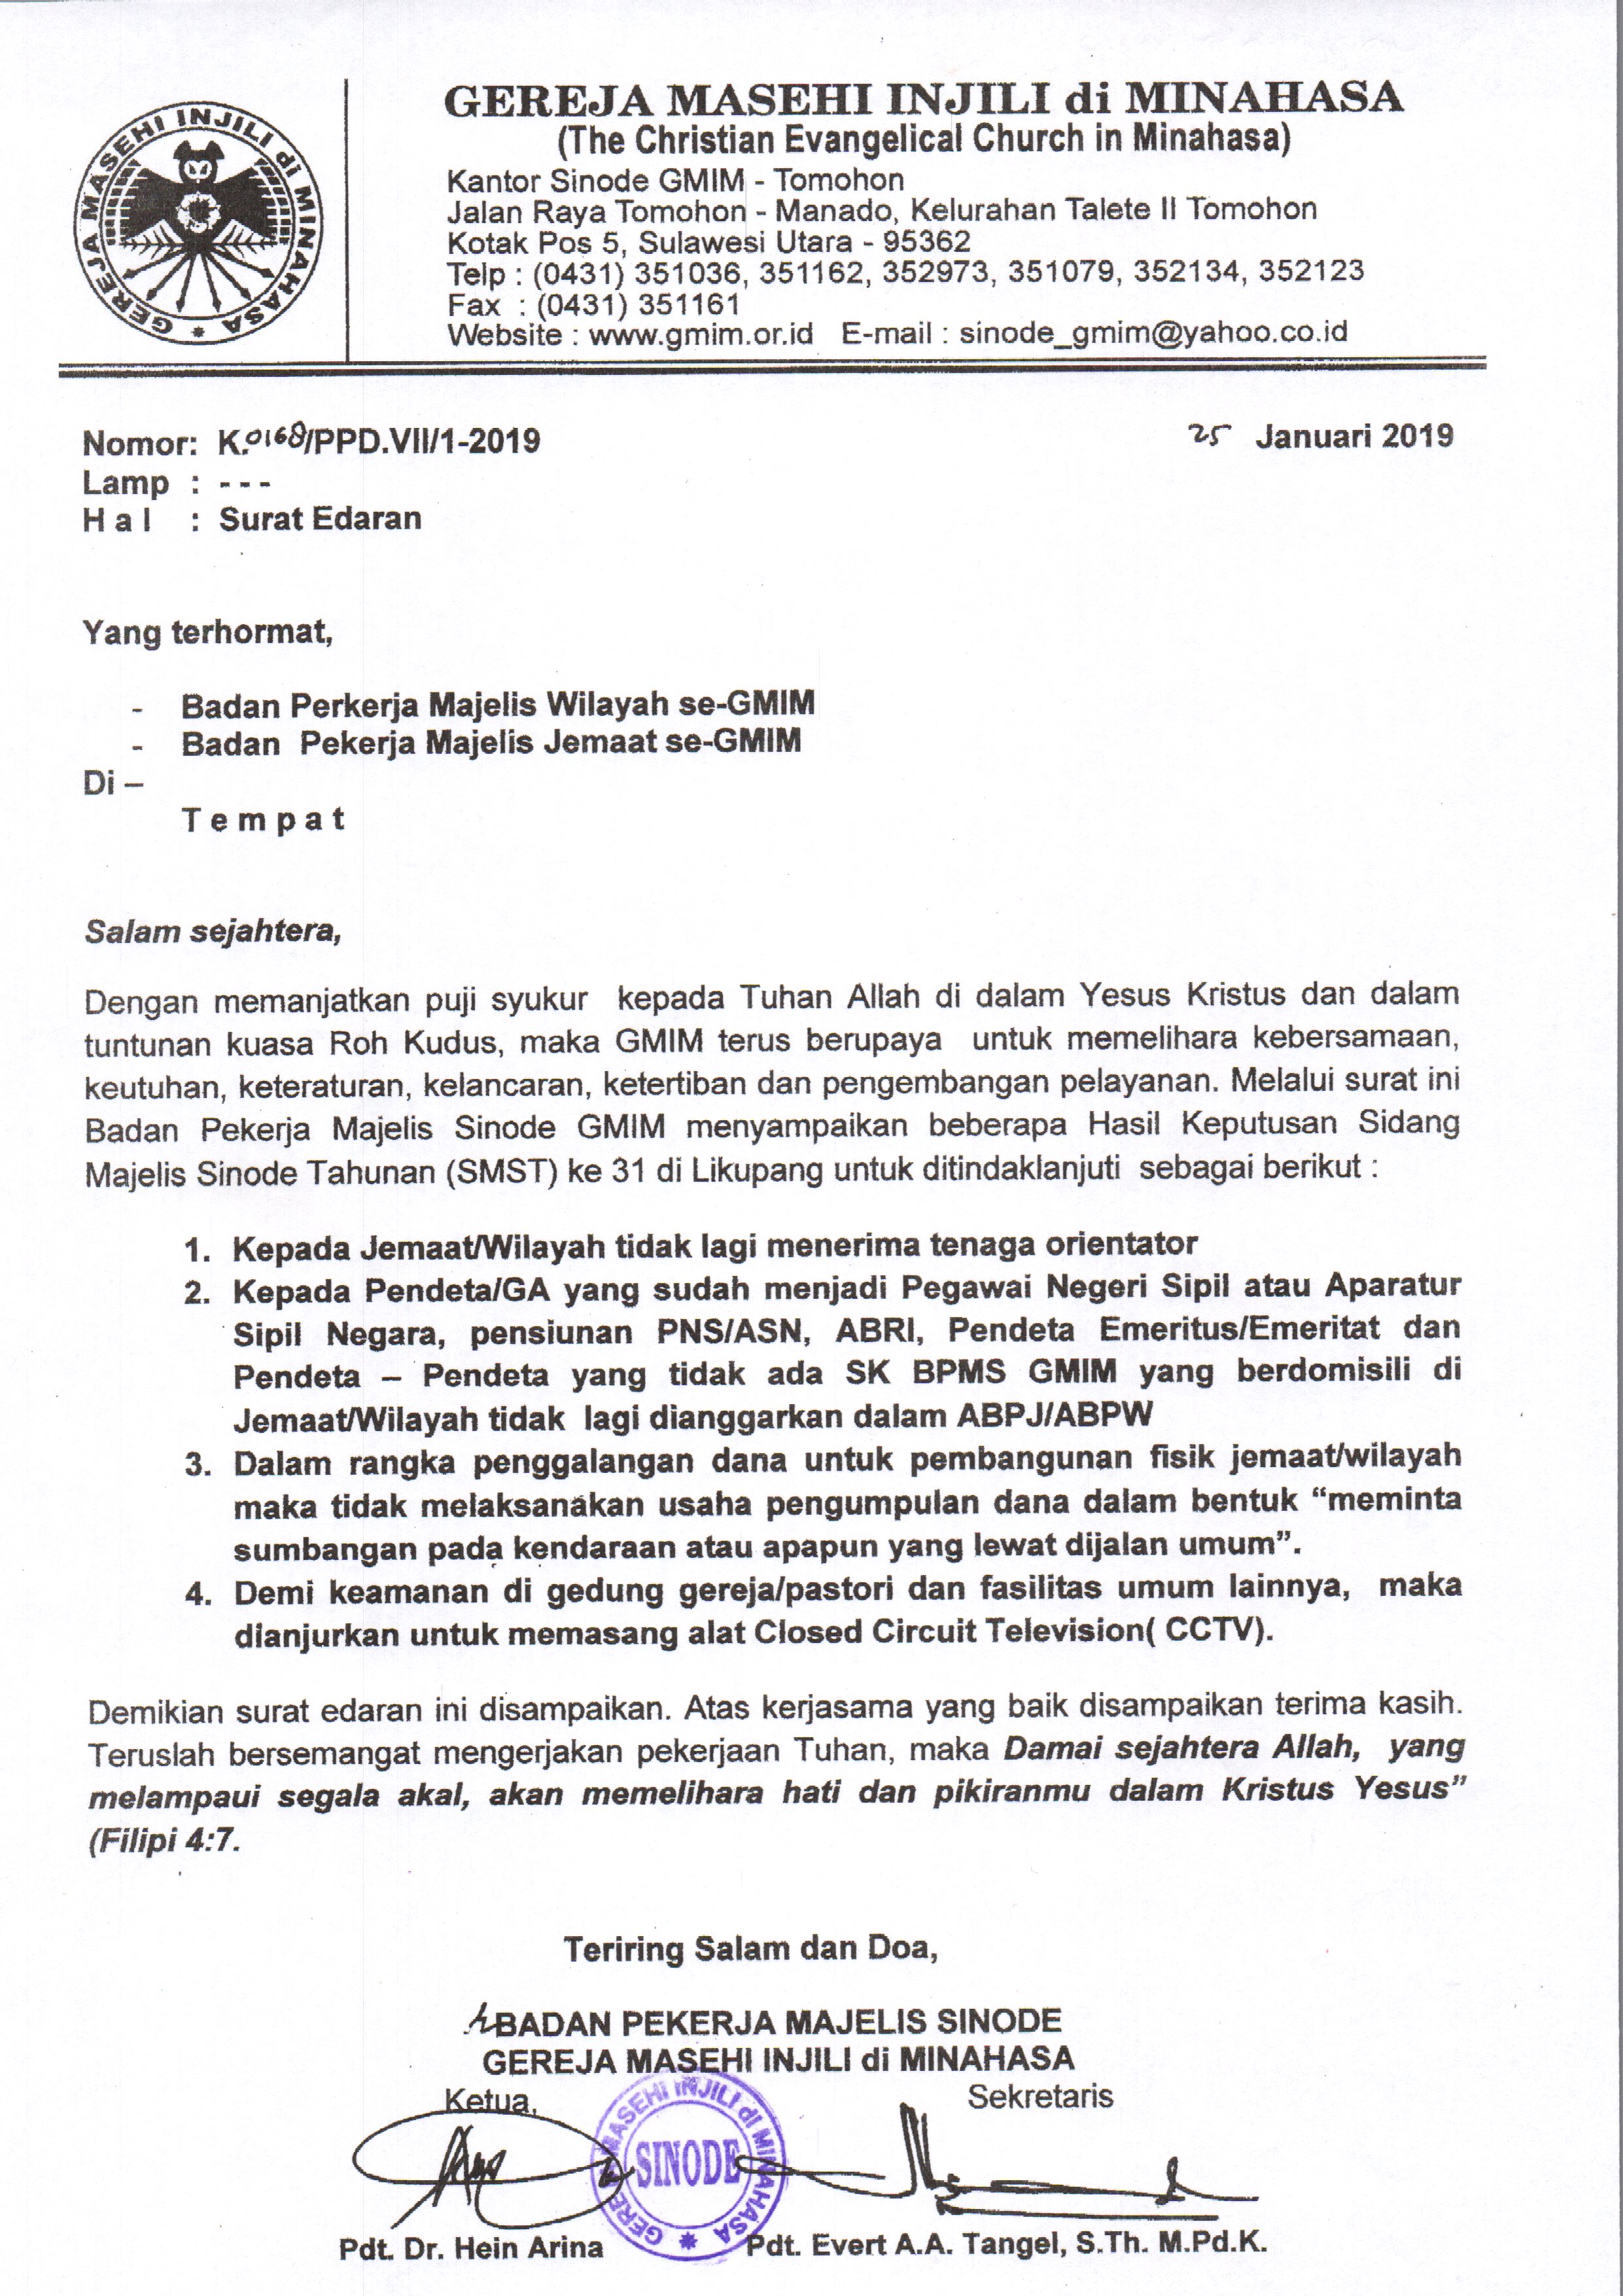 GEREJA MASEHI INJILI di MINAHASA
GEREJA MASEHI INJILI di MINAHASA
(The Christian Evangelical Church in Minahasa)
Kantor Sinode GMIM - Tomohon
Jalan Raya Tomohon - Manado, Kelurahan Talete II Tomohon
Kotak Pos 5, Sulawesi Utara - 95362
Telp : (0431) 351036, 351162, 352973, 351079, 352134, 352123
Fax : (0431) 351161
Website : www.gmim.or.id E-mail : sinode_gmim@yahoo.co.id
Nomor: K.0168/PPD.VII/1-2019
25 Januari 2019
Lamp : ---
H a l : Surat Edaran
Yang terhormat,
- Badan Perkerja Majelis Wilayah se-GMIM
- Badan Pekerja Majelis Jemaat se-GMIM
Di –
T e m p a t
Salam sejahtera,
Dengan memanjatkan puji syukur kepada Tuhan Allah di dalam Yesus Kristus dan dalam
tuntunan kuasa Roh Kudus, maka GMIM terus berupaya untuk memelihara kebersamaan,
keutuhan, keteraturan, kelancaran, ketertiban dan pengembangan pelayanan. Melalui surat ini
Badan Pekerja Majelis Sinode GMIM menyampaikan beberapa Hasil Keputusan Sidang
Majelis Sinode Tahunan (SMST) ke 31 di Likupang untuk ditindaklanjuti sebagai berikut :
1. Kepada Jemaat/Wilayah tidak lagi menerima tenaga orientator
2. Kepada Pendeta/GA yang sudah menjadi Pegawai Negeri Sipil atau Aparatur
Sipil Negara, pensiunan PNS/ASN, ABRI, Pendeta Emeritus/Emeritat dan
Pendeta – Pendeta yang tidak ada SK BPMS GMIM yang berdomisili di
Jemaat/Wilayah tidak lagi dianggarkan dalam ABPJ/ABPW
3. Dalam rangka penggalangan dana untuk pembangunan fisik jemaat/wilayah
maka tidak melaksanakan usaha pengumpulan dana dalam bentuk “meminta
sumbangan pada kendaraan atau apapun yang lewat dijalan umum”.
4. Demi keamanan di gedung gereja/pastori dan fasilitas umum lainnya, maka
dianjurkan untuk memasang alat Closed Circuit Television( CCTV).
Demikian surat edaran ini disampaikan. Atas kerjasama yang baik disampaikan terima kasih.
Teruslah bersemangat mengerjakan pekerjaan Tuhan, maka Damai sejahtera Allah, yang
melampaui segala akal, akan memelihara hati dan pikiranmu dalam Kristus Yesus”
(Filipi 4:7.
Teriring Salam dan Doa,
BADAN PEKERJA MAJELIS SINODE
GEREJA MASEHI INJILI di MINAHASA
Ketua,
Sekretaris
MASEHI INJILI di MINAHASA
SINODE
Pdt. Dr. Hein Arina
Pdt. Evert A.A. Tangel, S.Th. M.Pd.K.